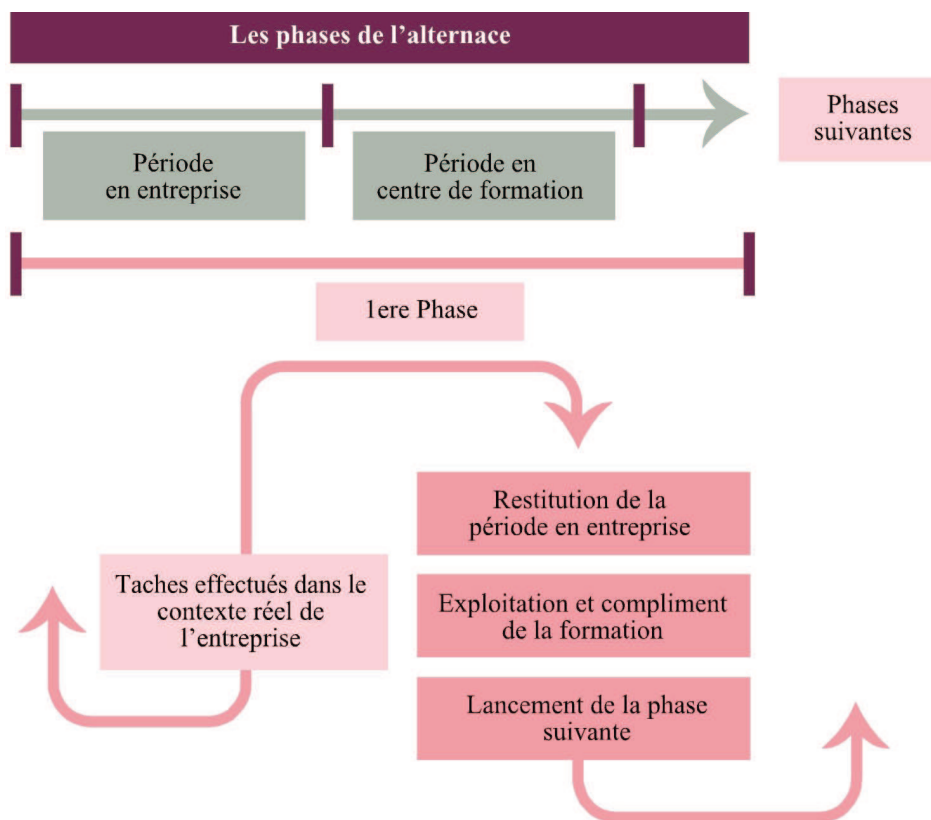 Les phases de l’alternace
Phases
suivantes
Période
en entreprise
Période en
centre de formation
1ere Phase
Restitution de la
période en entreprise
Taches effectués dans le
contexte réel de
l’entreprise
Exploitation et compliment
de la formation
Lancement de la phase
suivante